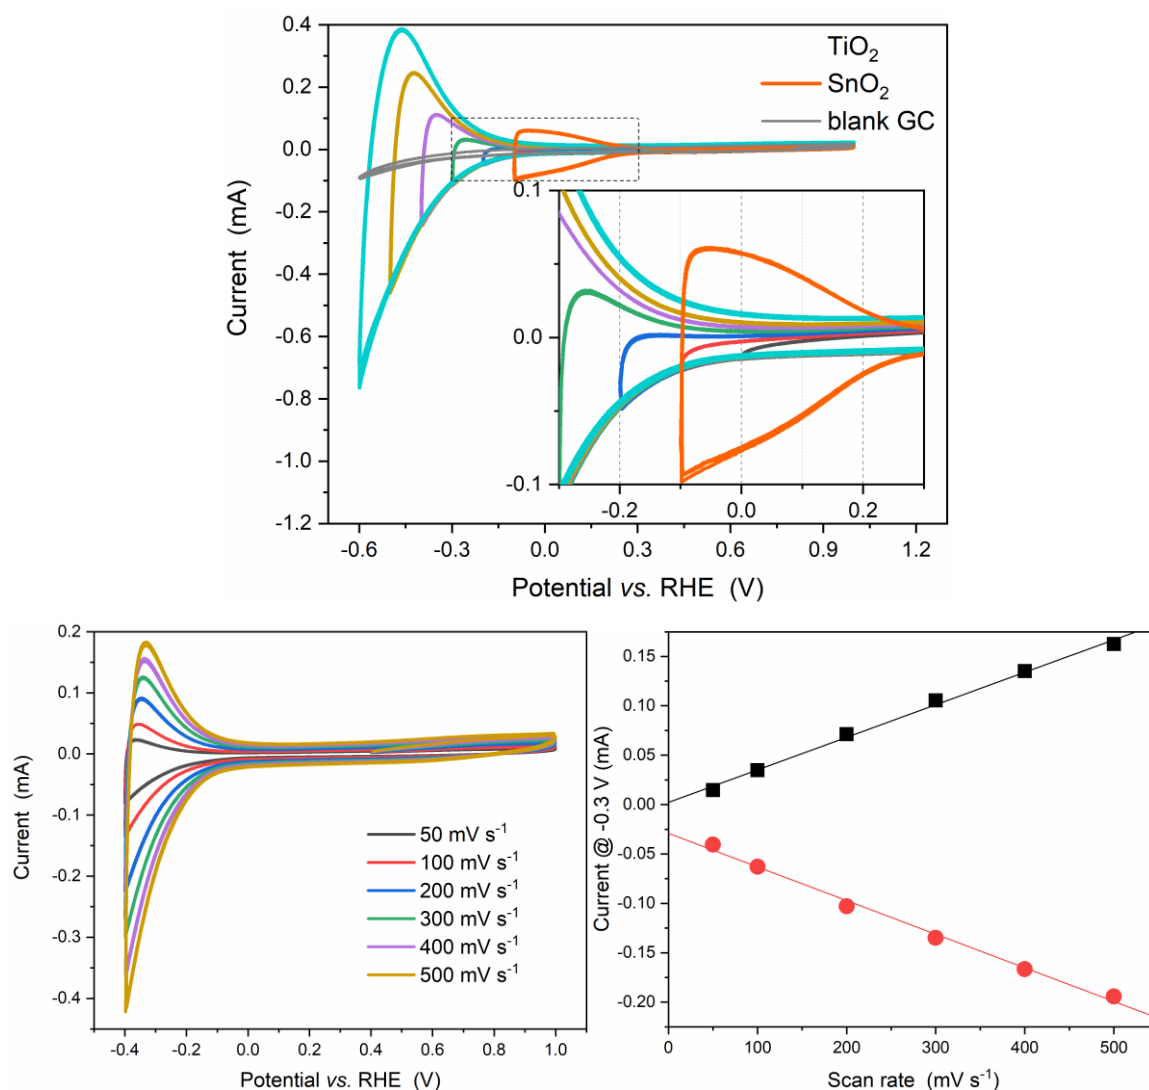 0.4
0.2
0.0
-0.2
-0.4
-0.6
-0.8
-1.0
-1.2
Current (mA)
TiO₂
SnO₂
blank GC
0.1
0.0
-0.1
-0.2 0.0 0.2
-0.6 -0.3 0.0 0.3 0.6 0.9 1.2
Potential vs. RHE (V)
0.2
0.1
0.0
-0.1
-0.2
-0.3
-0.4
Current (mA)
50 mV s⁻¹
100 mV s⁻¹
200 mV s⁻¹
300 mV s⁻¹
400 mV s⁻¹
500 mV s⁻¹
-0.4 -0.2 0.0 0.2 0.4 0.6 0.8 1.0
Potential vs. RHE (V)
0.15
0.10
0.05
0.00
-0.05
-0.10
-0.15
-0.20
Current @ -0.3 V (mA)
0 100 200 300 400 500
Scan rate (mV s⁻¹)